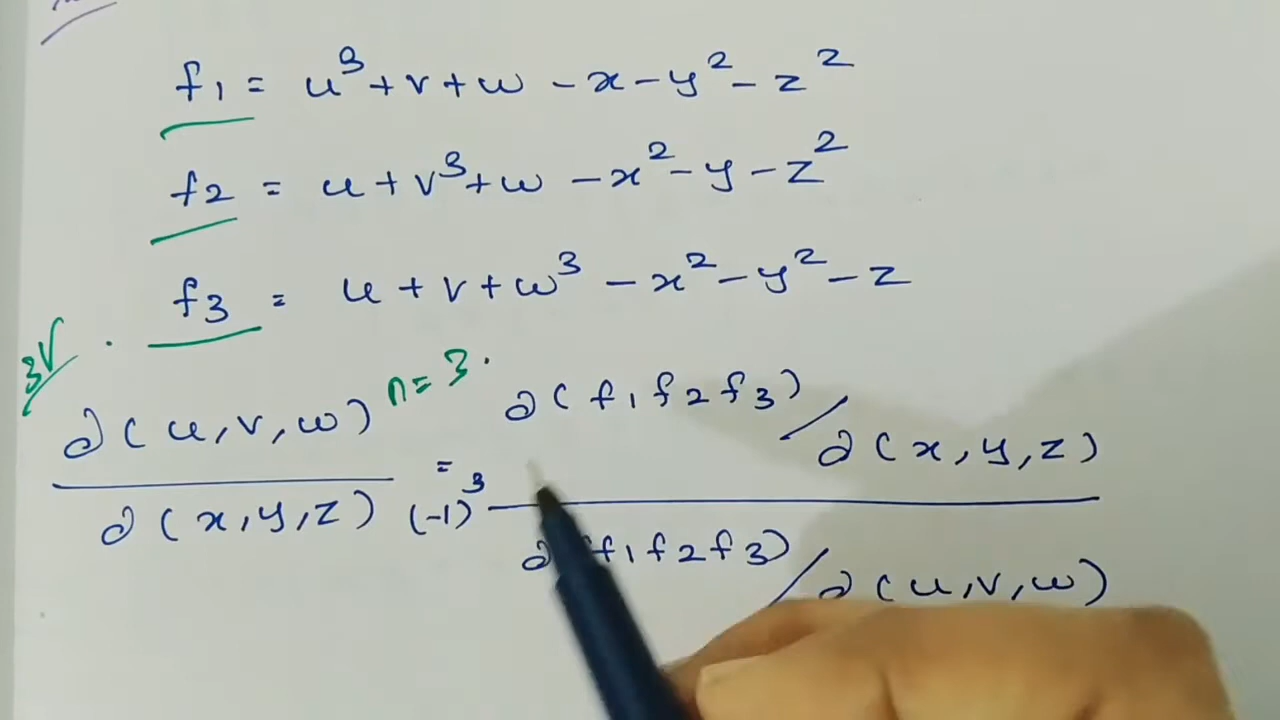 f1 = u³ + v + w - x - y² - z²
f2 = u + v³ + w - x² - y - z²
f3 = u + v + w³ - x² - y² - z
3V
n = 3.
∂(u, v, w) / ∂(x, y, z) = (-1)³ ∂(f1 f2 f3) / ∂(x, y, z)
∂(f1 f2 f3) / ∂(u, v, w)